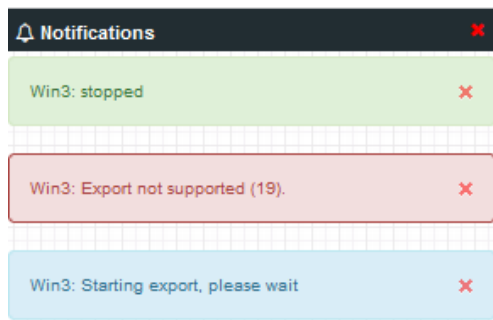 Notifications
Win3: stopped
Win3: Export not supported (19).
Win3: Starting export, please wait